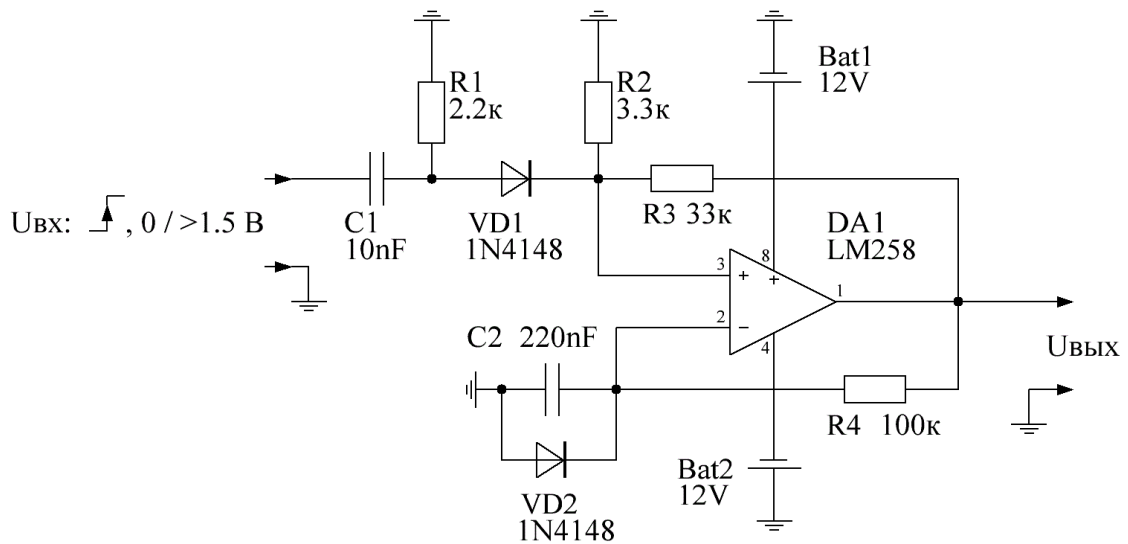 R1
2.2к
R2
3.3к
Bat1
12V
Uвх:
, 0 / >1.5 В
C1
10nF
VD1
1N4148
R3 33к
DA1
LM258
3
+
8
+
1
2
−
4
C2 220nF
Uвых
R4 100к
VD2
1N4148
Bat2
12V